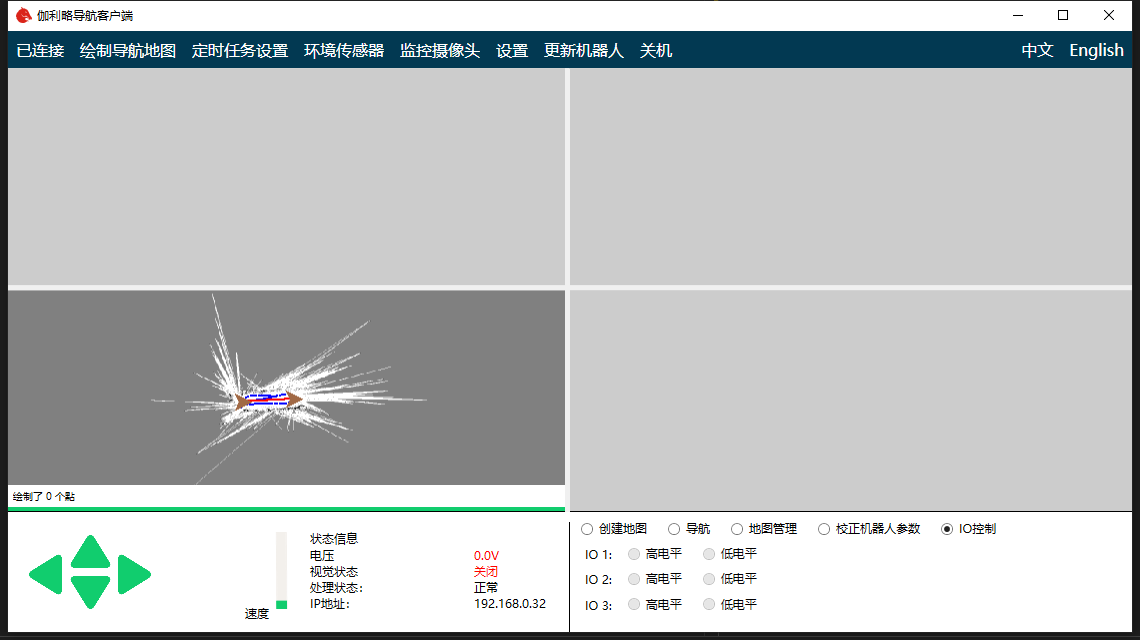 伽利略导航客户端
已连接 绘制导航地图 定时任务设置 环境传感器 监控摄像头 设置 更新机器人 关机 中文 English
绘制了 0 个點
状态信息
电压 0.0V
视觉状态 关闭
处理状态: 正常
IP地址: 192.168.0.32
速度
创建地图 导航 地图管理 校正机器人参数 IO控制
IO 1: 高电平 低电平
IO 2: 高电平 低电平
IO 3: 高电平 低电平